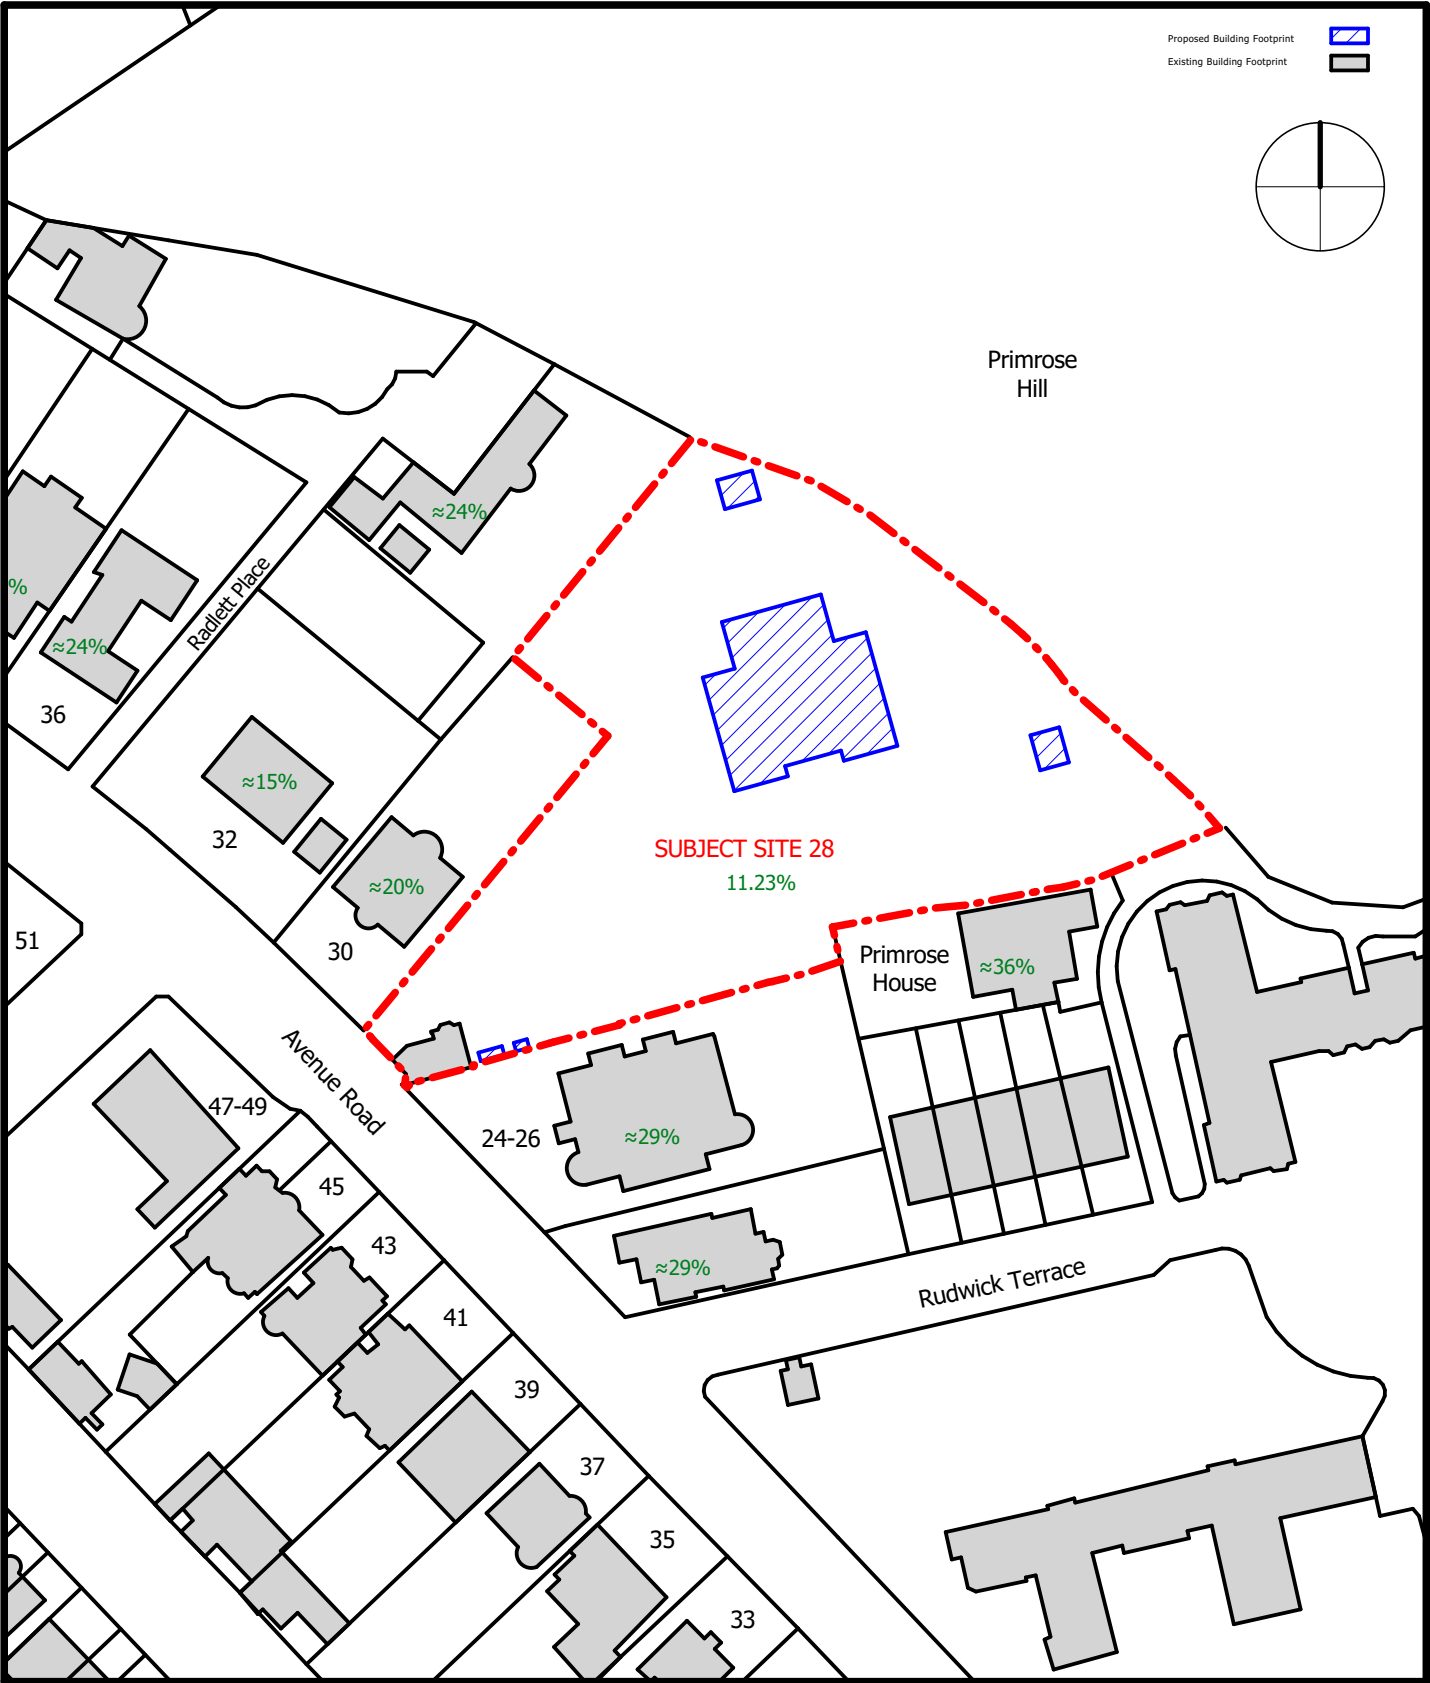 Proposed Building Footprint
Existing Building Footprint
Primrose
Hill
≈24%
Radlett Place
%
≈24%
36
≈15%
32
≈20%
SUBJECT SITE 28
11.23%
51
30
Primrose
House
≈36%
Avenue Road
47-49
24-26
≈29%
45
43
≈29%
Rudwick Terrace
41
39
37
35
33